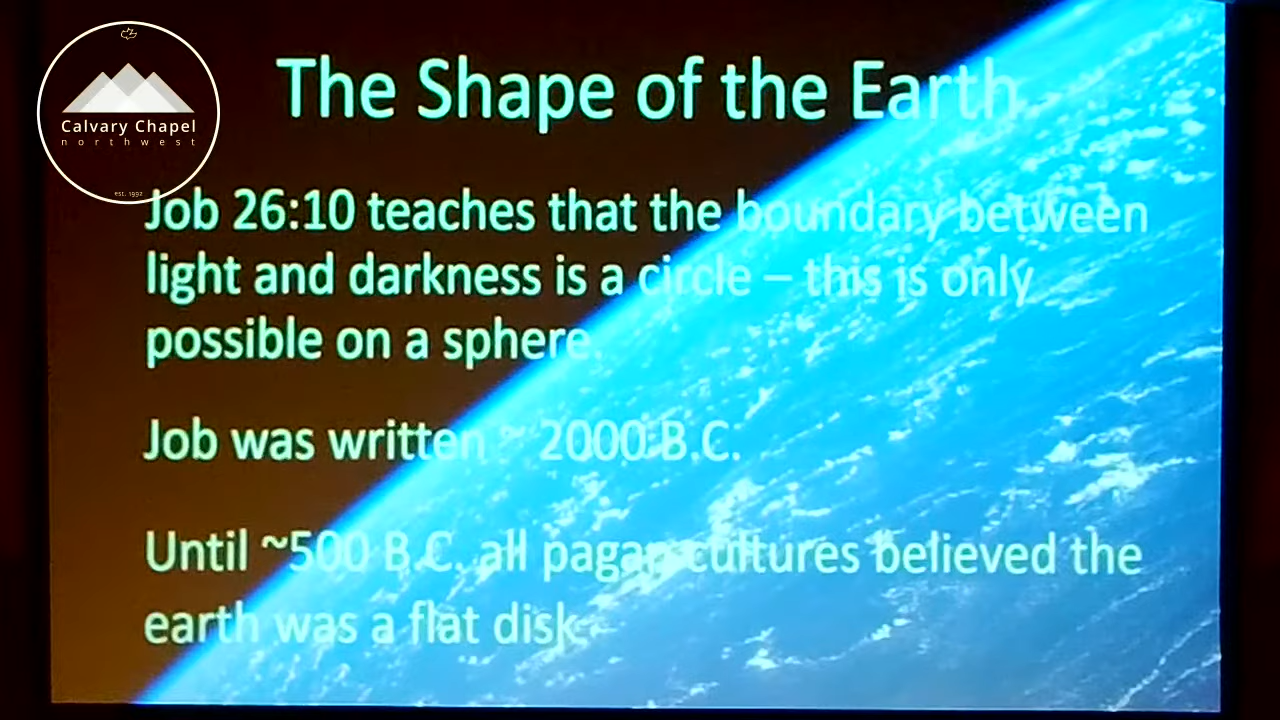 Calvary Chapel
northwest
est. 1992
The Shape of the Earth
Job 26:10 teaches that the boundary between
light and darkness is a circle – this is only
possible on a sphere.
Job was written ~ 2000 B.C.
Until ~500 B.C. all pagan cultures believed the
earth was a flat disk.